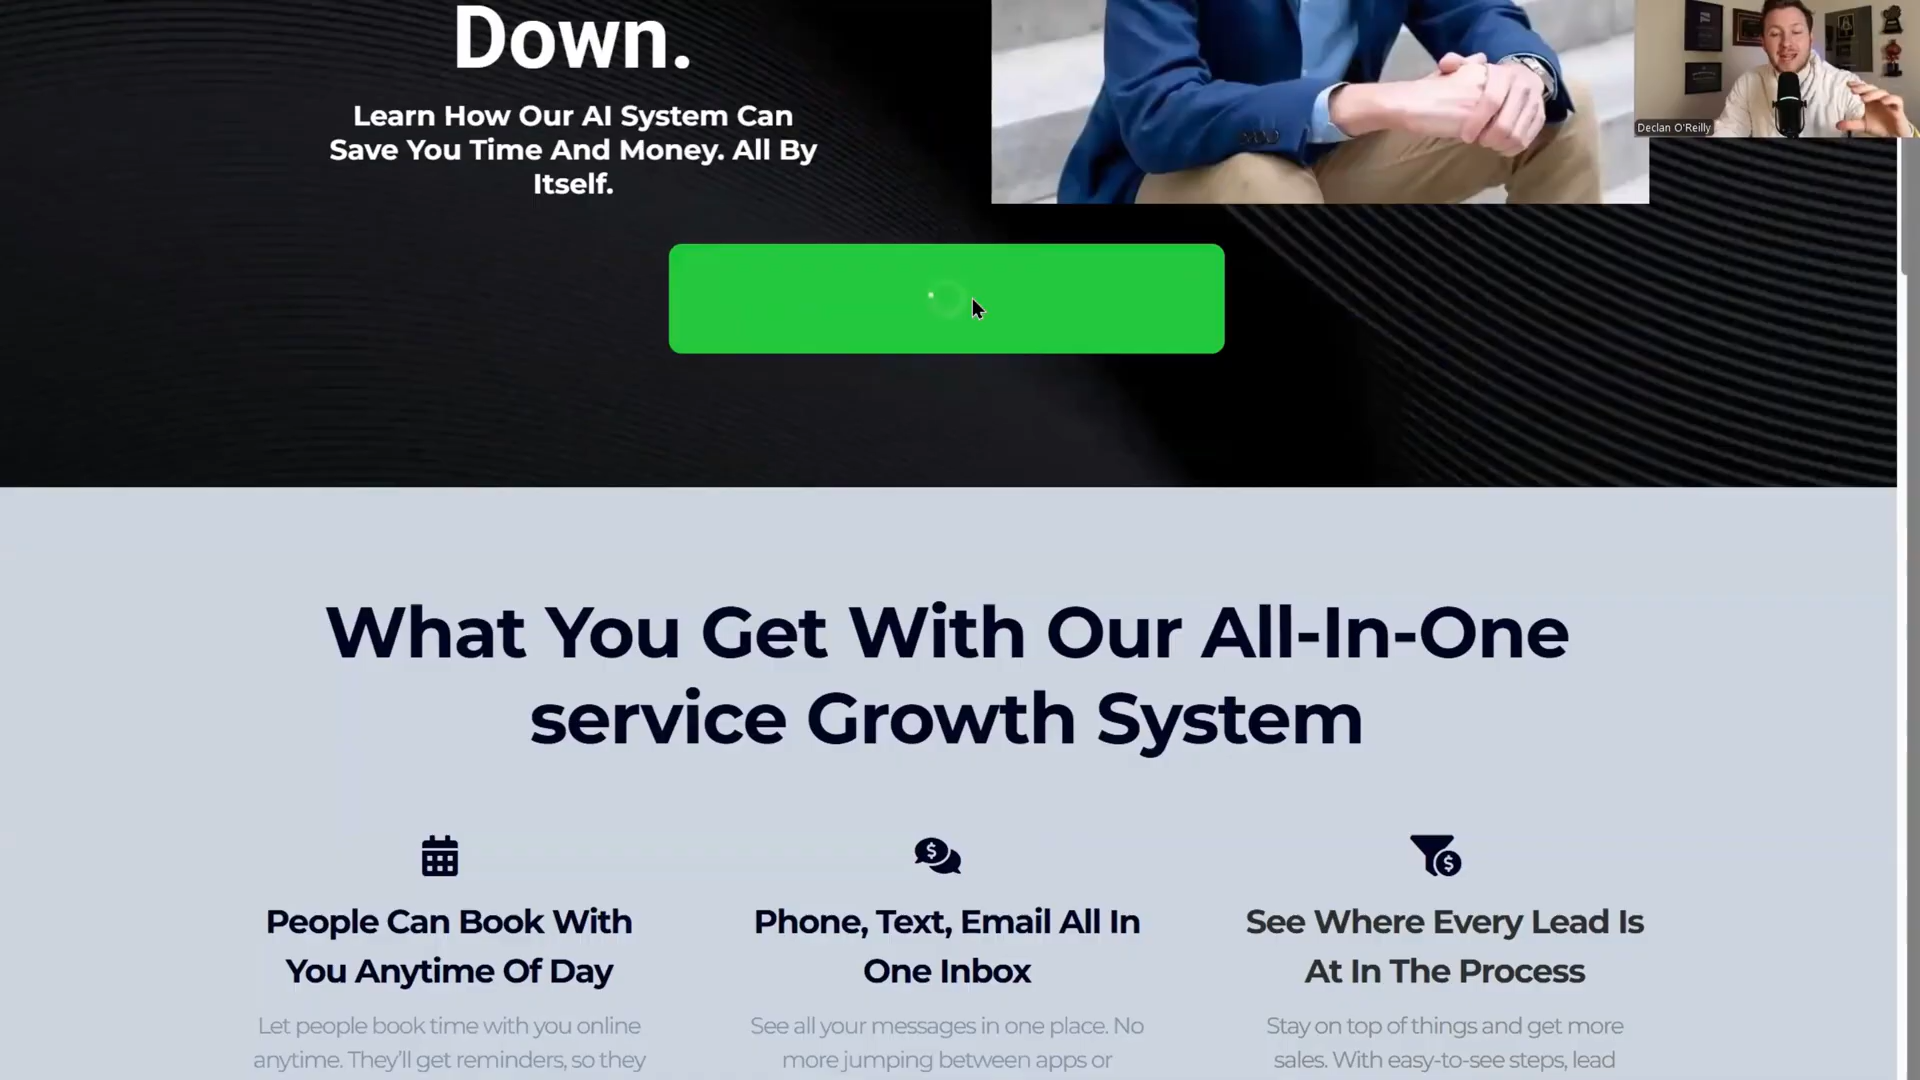 Down.
Learn How Our AI System Can
Save You Time And Money. All By
Itself.
Declan O'Reilly
What You Get With Our All-In-One
service Growth System
People Can Book With
You Anytime Of Day
Let people book time with you online
anytime. They'll get reminders, so they
Phone, Text, Email All In
One Inbox
See all your messages in one place. No
more jumping between apps or
See Where Every Lead Is
At In The Process
Stay on top of things and get more
sales. With easy-to-see steps, lead